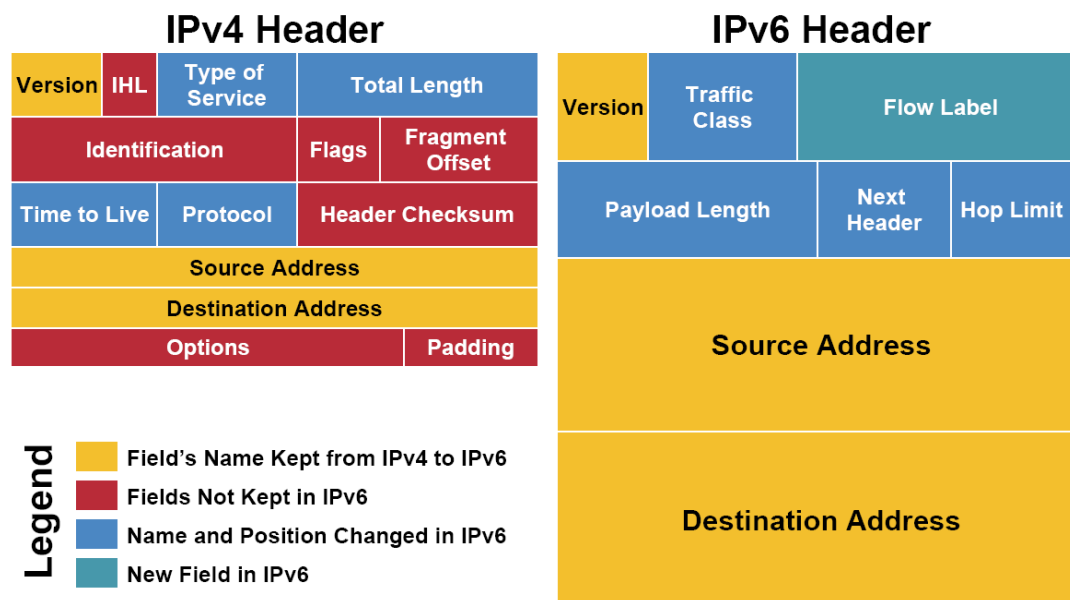 IPv4 Header
Version
IHL
Type of
Service
Total Length
Identification
Flags
Fragment
Offset
Time to Live
Protocol
Header Checksum
Source Address
Destination Address
Options
Padding
IPv6 Header
Version
Traffic
Class
Flow Label
Payload Length
Next
Header
Hop Limit
Source Address
Destination Address
Legend
Field’s Name Kept from IPv4 to IPv6
Fields Not Kept in IPv6
Name and Position Changed in IPv6
New Field in IPv6